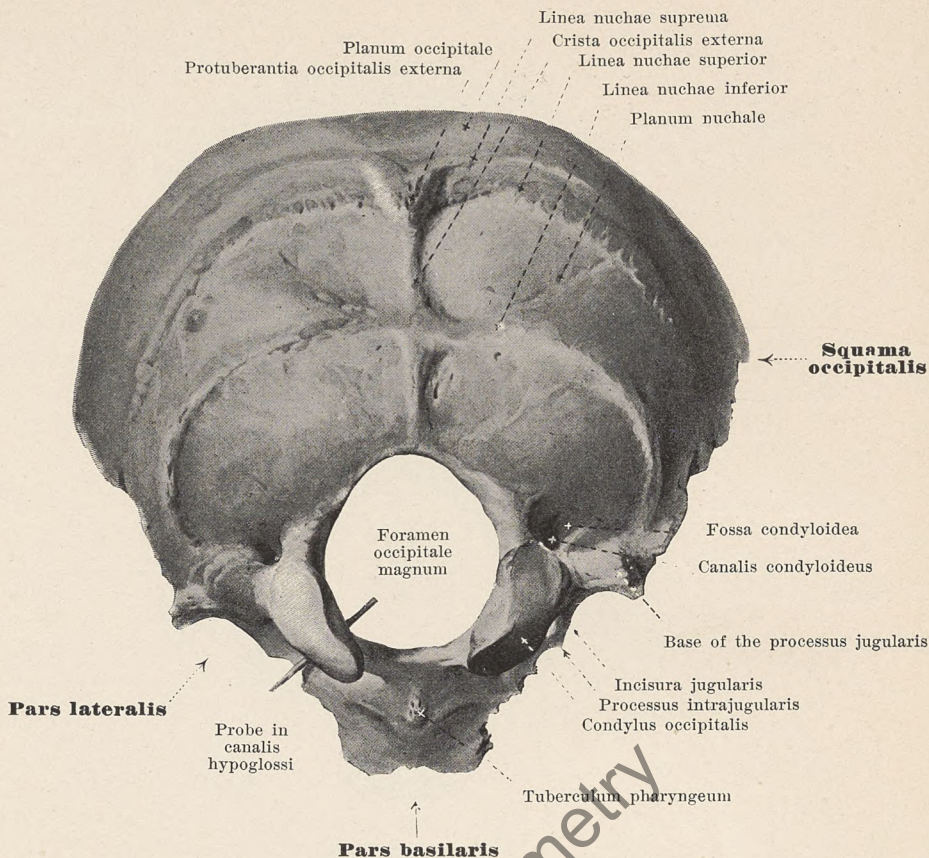 Linea nuchae suprema
Planum occipitale
Crista occipitalis externa
Protuberantia occipitalis externa
Linea nuchae superior
Linea nuchae inferior
Planum nuchale
Squama
occipitalis
Foramen
occipitale
magnum
Fossa condyloidea
Canalis condyloideus
Base of the processus jugularis
Incisura jugularis
Processus intrajugularis
Condylus occipitalis
Pars lateralis
Probe in
canalis
hypoglossi
Tuberculum pharyngeum
Pars basilaris